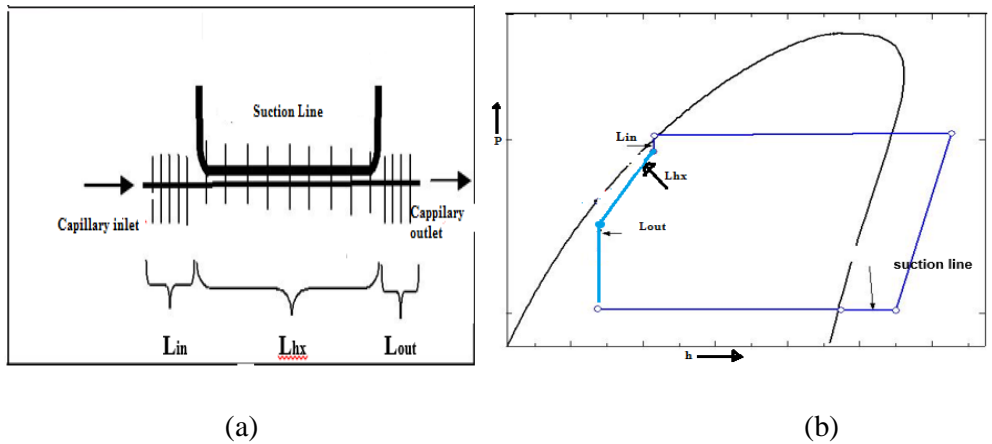 Suction Line
Capillary inlet
Cappilary
outlet
Lin
Lhx
Lout
(a)
P
Lin
Lhx
Lout
suction line
h
(b)